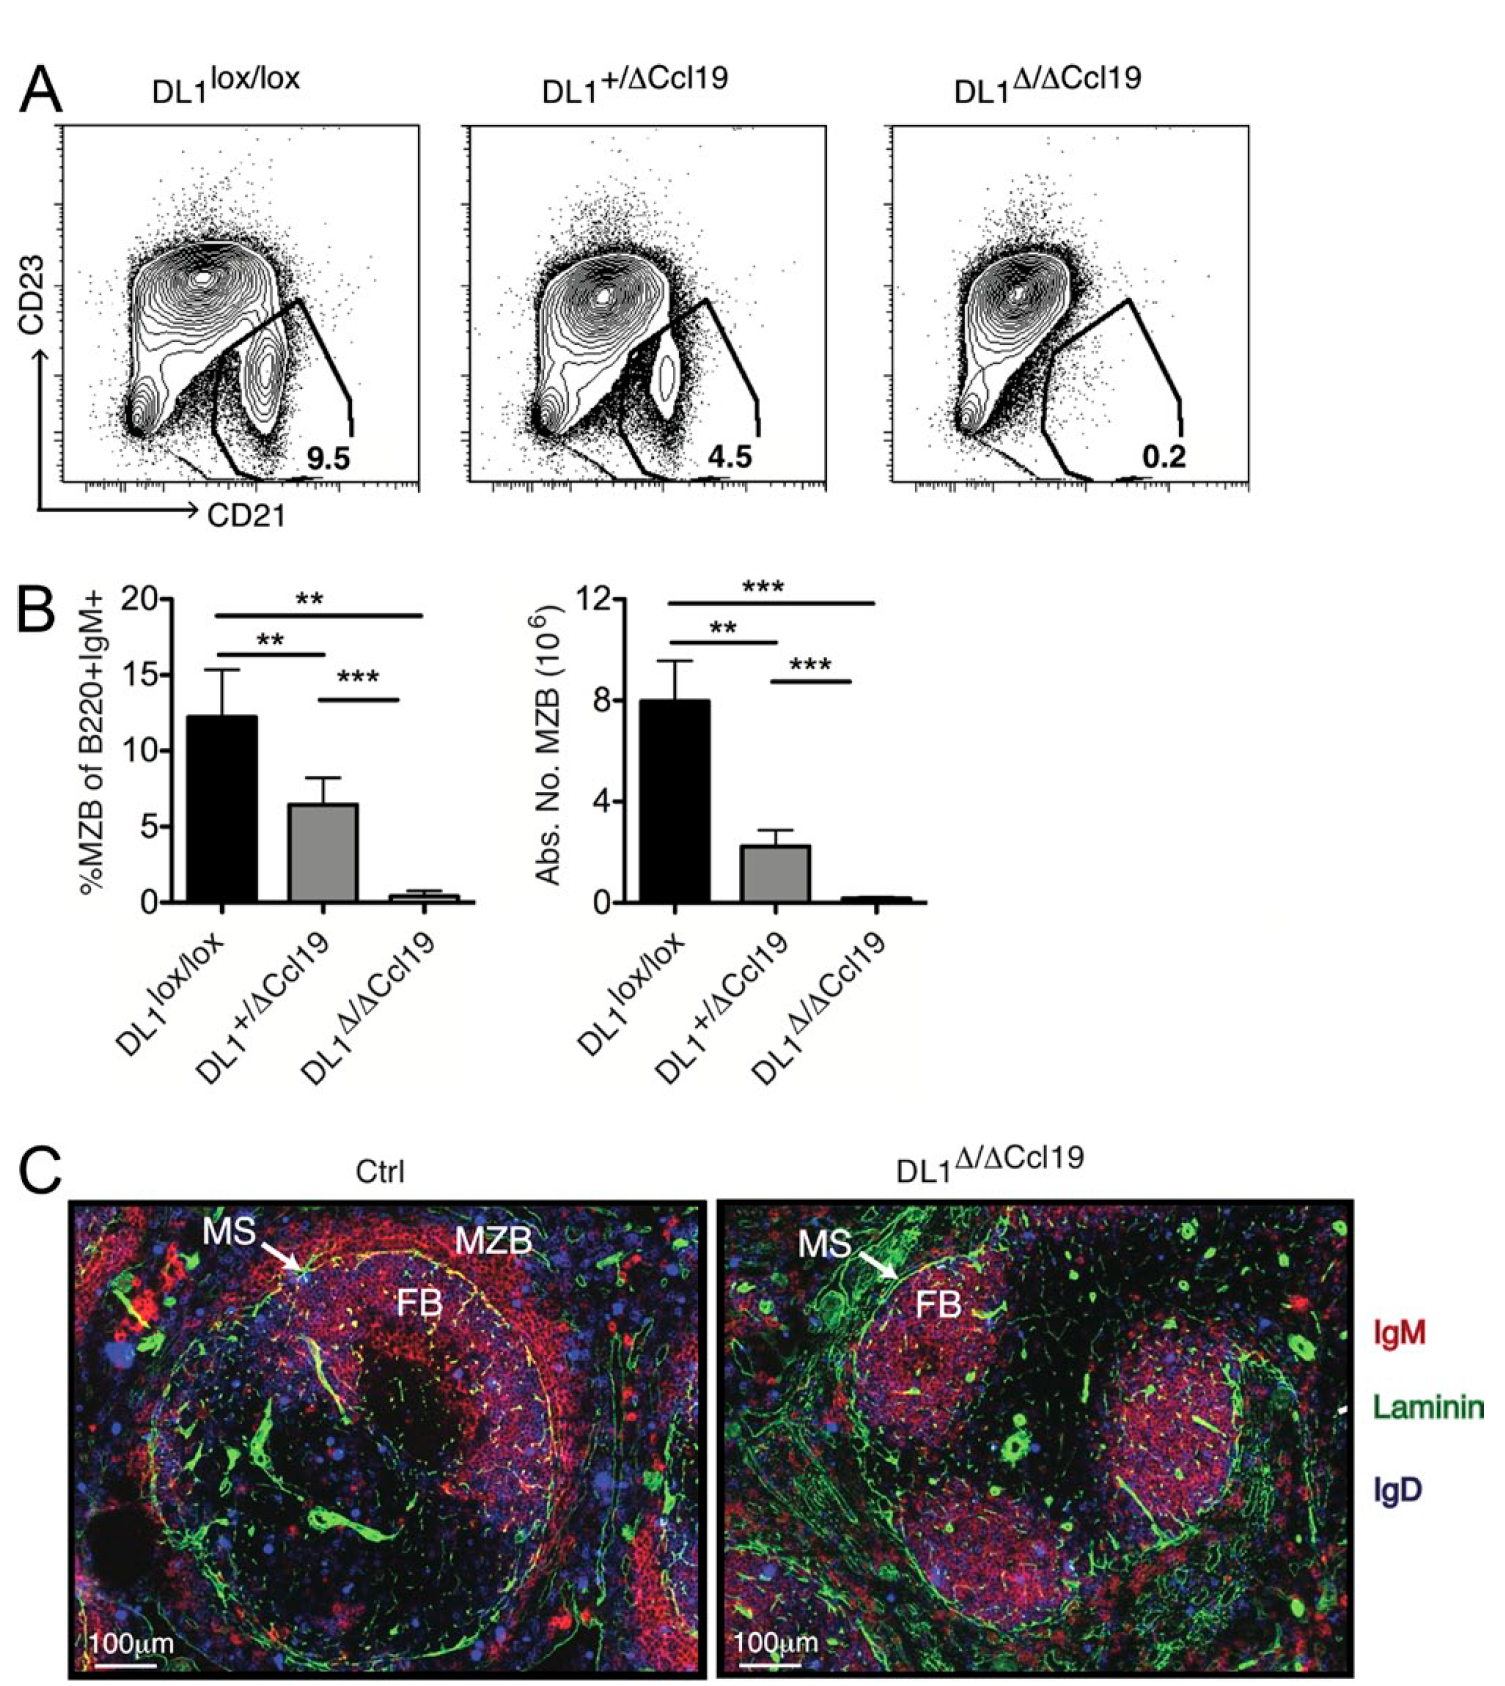 A
DL1lox/lox
DL1+/ΔCcl19
DL1Δ/ΔCcl19
CD23
9.5
4.5
0.2
CD21
B
%MZB of B220+IgM+
20
15
10
5
0
**
**
***
DL1lox/lox
DL1+/ΔCcl19
DL1Δ/ΔCcl19
Abs. No. MZB (106)
12
8
4
0
***
**
***
DL1lox/lox
DL1+/ΔCcl19
DL1Δ/ΔCcl19
C
Ctrl
DL1Δ/ΔCcl19
MS
MZB
FB
100μm
MS
FB
100μm
IgM
Laminin
IgD